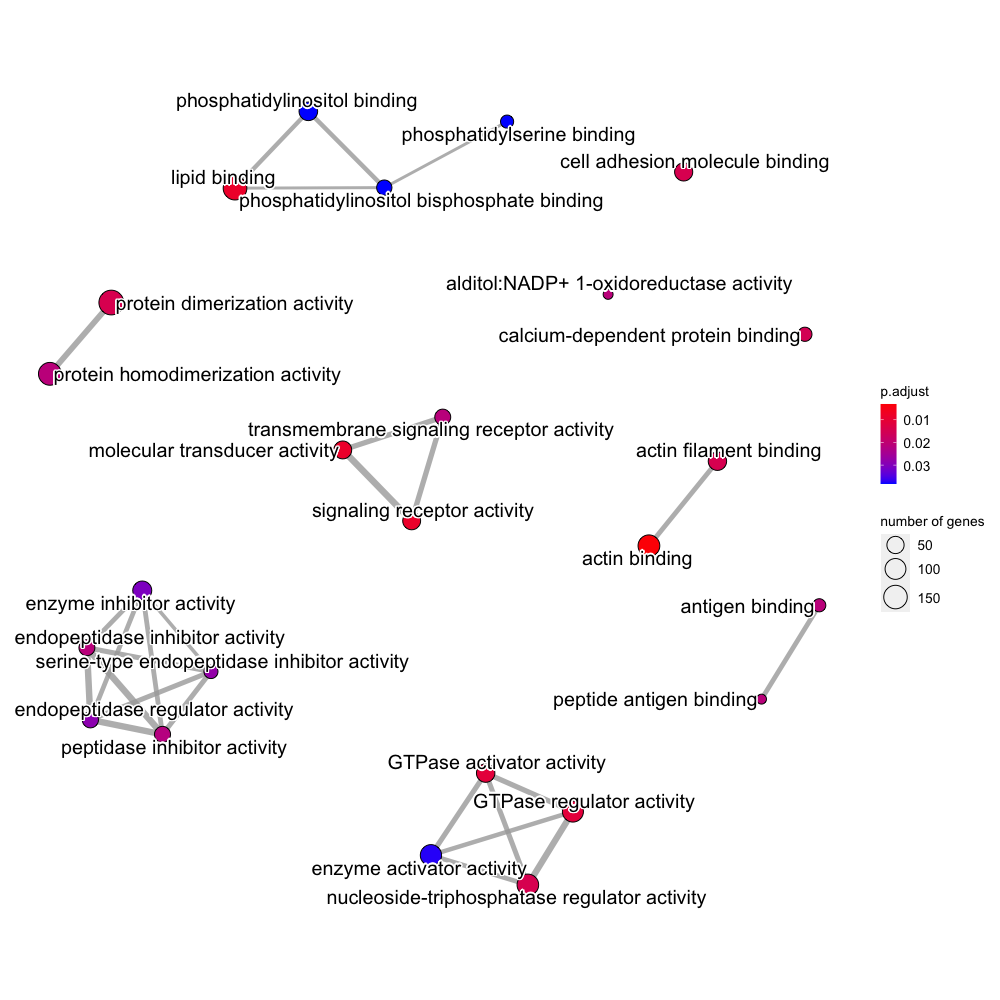 phosphatidylinositol binding
phosphatidylserine binding
cell adhesion molecule binding
lipid binding
phosphatidylinositol bisphosphate binding
alditol:NADP+ 1-oxidoreductase activity
protein dimerization activity
calcium-dependent protein binding
protein homodimerization activity
p.adjust
0.01
0.02
0.03
transmembrane signaling receptor activity
molecular transducer activity
actin filament binding
signaling receptor activity
number of genes
50
100
150
actin binding
enzyme inhibitor activity
antigen binding
endopeptidase inhibitor activity
serine-type endopeptidase inhibitor activity
peptide antigen binding
endopeptidase regulator activity
peptidase inhibitor activity
GTPase activator activity
GTPase regulator activity
enzyme activator activity
nucleoside-triphosphatase regulator activity